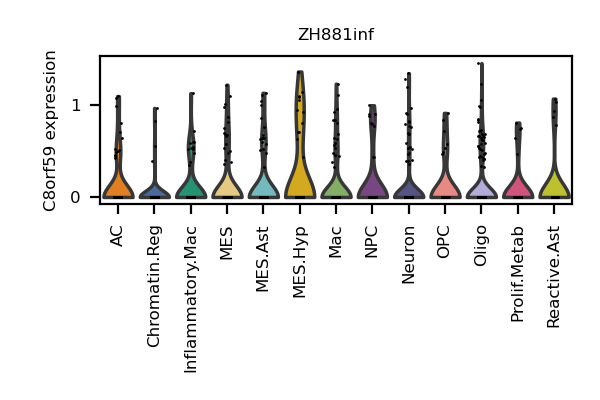 ZH881inf
C8orf59 expression
1
0
AC
Chromatin.Reg
Inflammatory.Mac
MES
MES.Ast
MES.Hyp
Mac
NPC
Neuron
OPC
Oligo
Prolif.Metab
Reactive.Ast